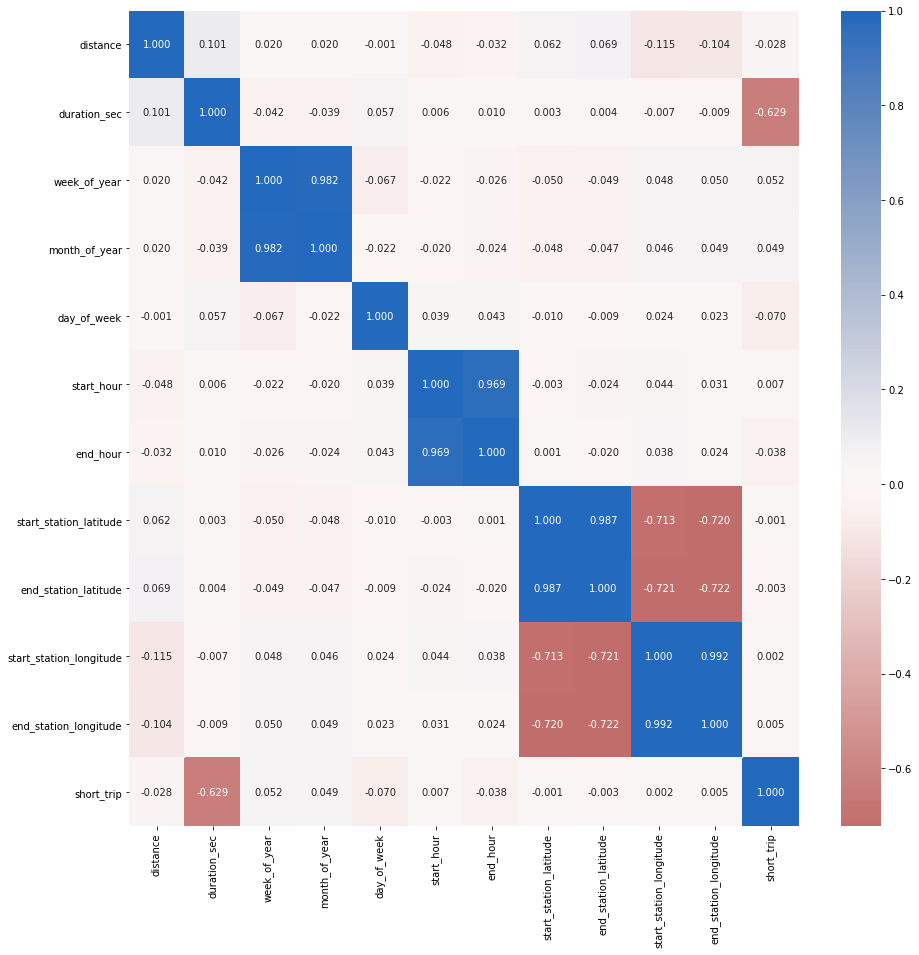 distance 1.000 0.101 0.020 0.020 -0.001 -0.048 -0.032 0.062 0.069 -0.115 -0.104 -0.028
duration_sec 0.101 1.000 -0.042 -0.039 0.057 0.006 0.010 0.003 0.004 -0.007 -0.009 -0.629
week_of_year 0.020 -0.042 1.000 0.982 -0.067 -0.022 -0.026 -0.050 -0.049 0.048 0.050 0.052
month_of_year 0.020 -0.039 0.982 1.000 -0.022 -0.020 -0.024 -0.048 -0.047 0.046 0.049 0.049
day_of_week -0.001 0.057 -0.067 -0.022 1.000 0.039 0.043 -0.010 -0.009 0.024 0.023 -0.070
start_hour -0.048 0.006 -0.022 -0.020 0.039 1.000 0.969 -0.003 -0.024 0.044 0.031 0.007
end_hour -0.032 0.010 -0.026 -0.024 0.043 0.969 1.000 0.001 -0.020 0.038 0.024 -0.038
start_station_latitude 0.062 0.003 -0.050 -0.048 -0.010 -0.003 0.001 1.000 0.987 -0.713 -0.720 -0.001
end_station_latitude 0.069 0.004 -0.049 -0.047 -0.009 -0.024 -0.020 0.987 1.000 -0.721 -0.722 -0.003
start_station_longitude -0.115 -0.007 0.048 0.046 0.024 0.044 0.038 -0.713 -0.721 1.000 0.992 0.002
end_station_longitude -0.104 -0.009 0.050 0.049 0.023 0.031 0.024 -0.720 -0.722 0.992 1.000 0.005
short_trip -0.028 -0.629 0.052 0.049 -0.070 0.007 -0.038 -0.001 -0.003 0.002 0.005 1.000
distance
duration_sec
week_of_year
month_of_year
day_of_week
start_hour
end_hour
start_station_latitude
end_station_latitude
start_station_longitude
end_station_longitude
short_trip
1.0
0.8
0.6
0.4
0.2
0.0
−0.2
−0.4
−0.6